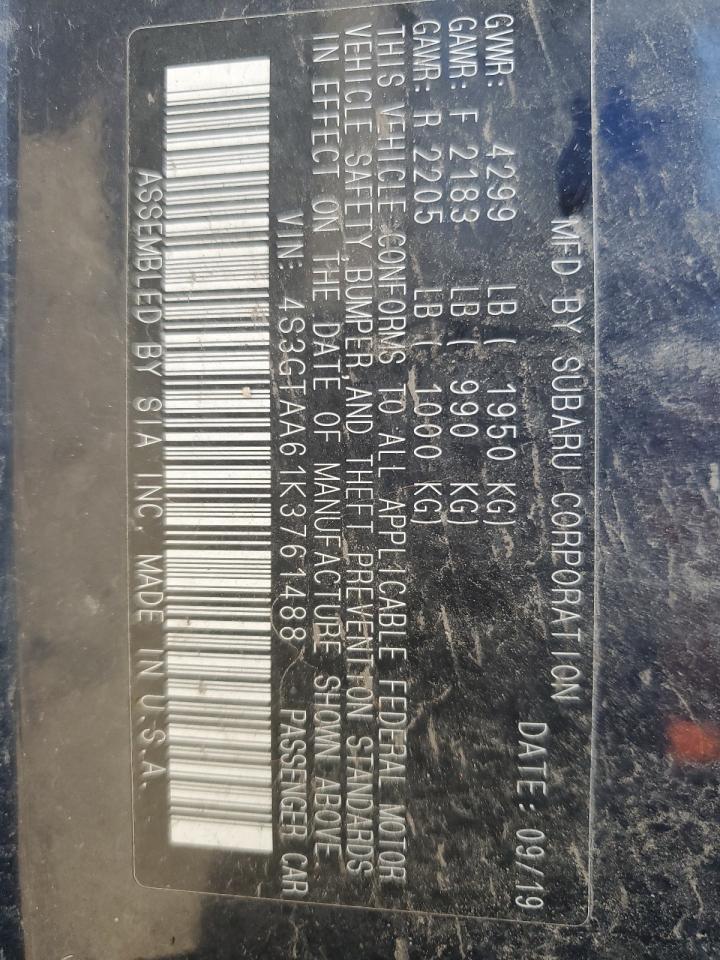 MFD BY SUBARU CORPORATION
DATE: 09/19
GVWR: 4299 LB ( 1950 KG)
GAWR: F 2183 LB ( 990 KG)
GAWR: R 2205 LB ( 1000 KG)
THIS VEHICLE CONFORMS TO ALL APPLICABLE FEDERAL MOTOR
VEHICLE SAFETY,BUMPER,AND THEFT PREVENTION STANDARDS
IN EFFECT ON THE DATE OF MANUFACTURE SHOWN ABOVE
VIN: 4S3GTAA61K3761488 PASSENGER CAR
ASSEMBLED BY SIA INC. MADE IN U.S.A.